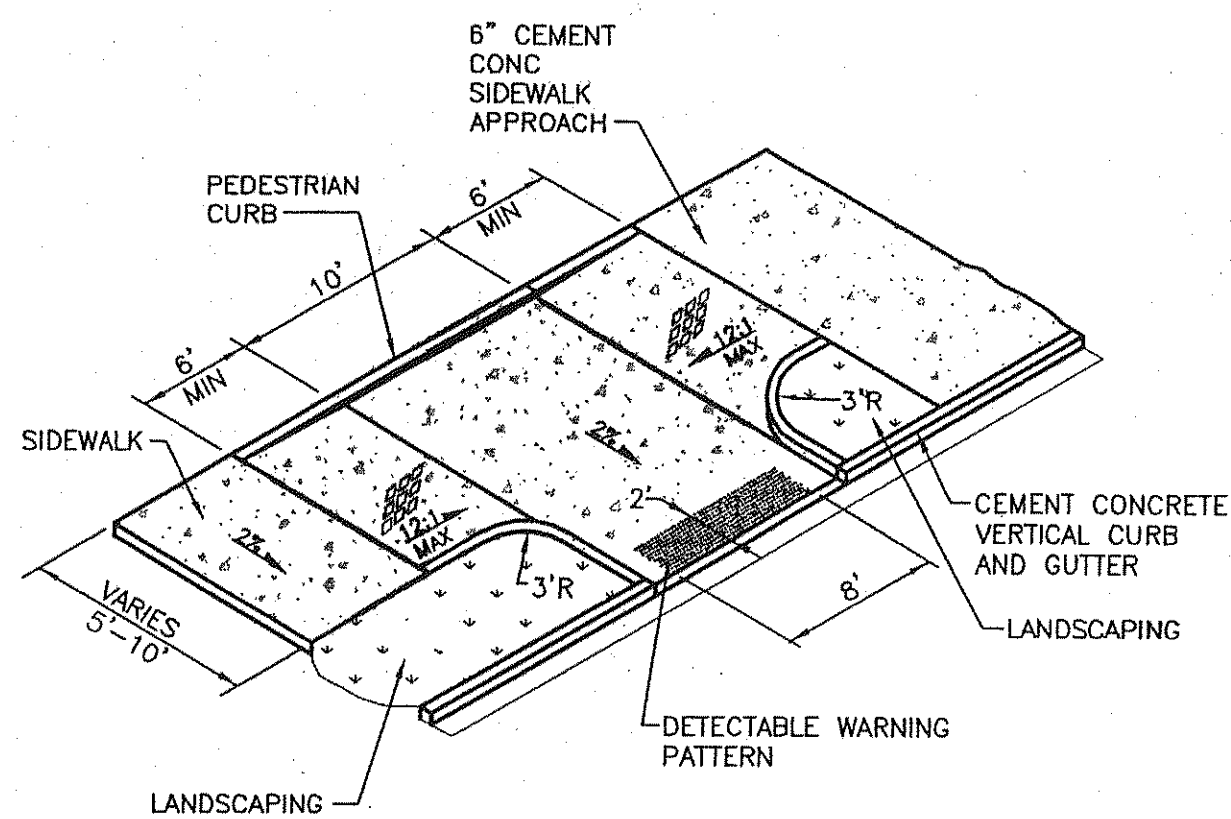 6" CEMENT
CONC
SIDEWALK
APPROACH
PEDESTRIAN
CURB
6'
MIN
10'
6'
MIN
12:1
MAX
3'R
SIDEWALK
2%
2%
12:1
MAX
2'
CEMENT CONCRETE
VERTICAL CURB
AND GUTTER
3'R
8'
VARIES
5'-10'
LANDSCAPING
DETECTABLE WARNING
PATTERN
LANDSCAPING